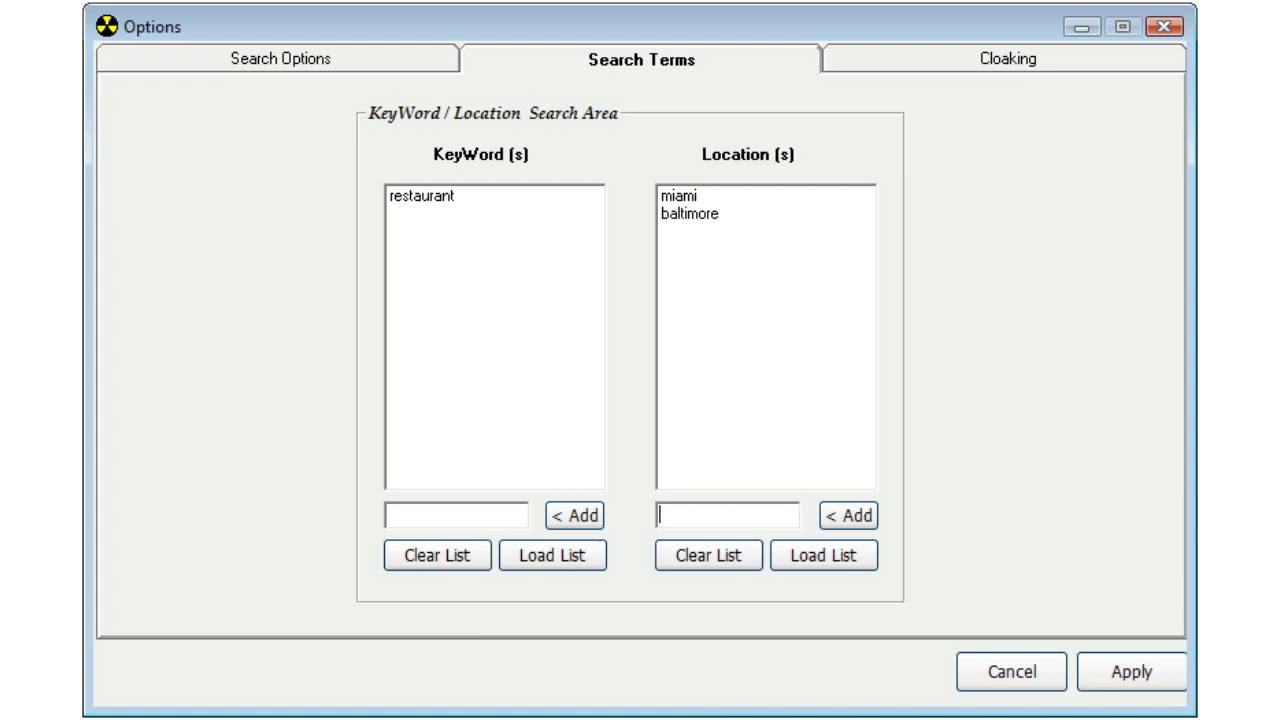 Options
Search Options Search Terms Cloaking
KeyWord / Location Search Area
KeyWord (s) Location (s)
restaurant miami
baltimore
< Add < Add
Clear List Load List Clear List Load List
Cancel Apply